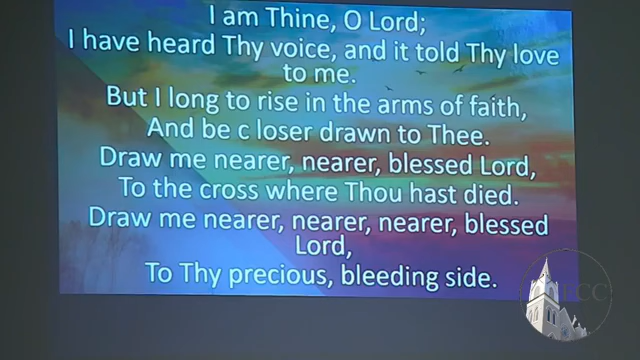 I am Thine, O Lord;
I have heard Thy voice, and it told Thy love
to me.
But I long to rise in the arms of faith,
And be c loser drawn to Thee.
Draw me nearer, nearer, blessed Lord,
To the cross where Thou hast died.
Draw me nearer, nearer, nearer, blessed
Lord,
To Thy precious, bleeding side.